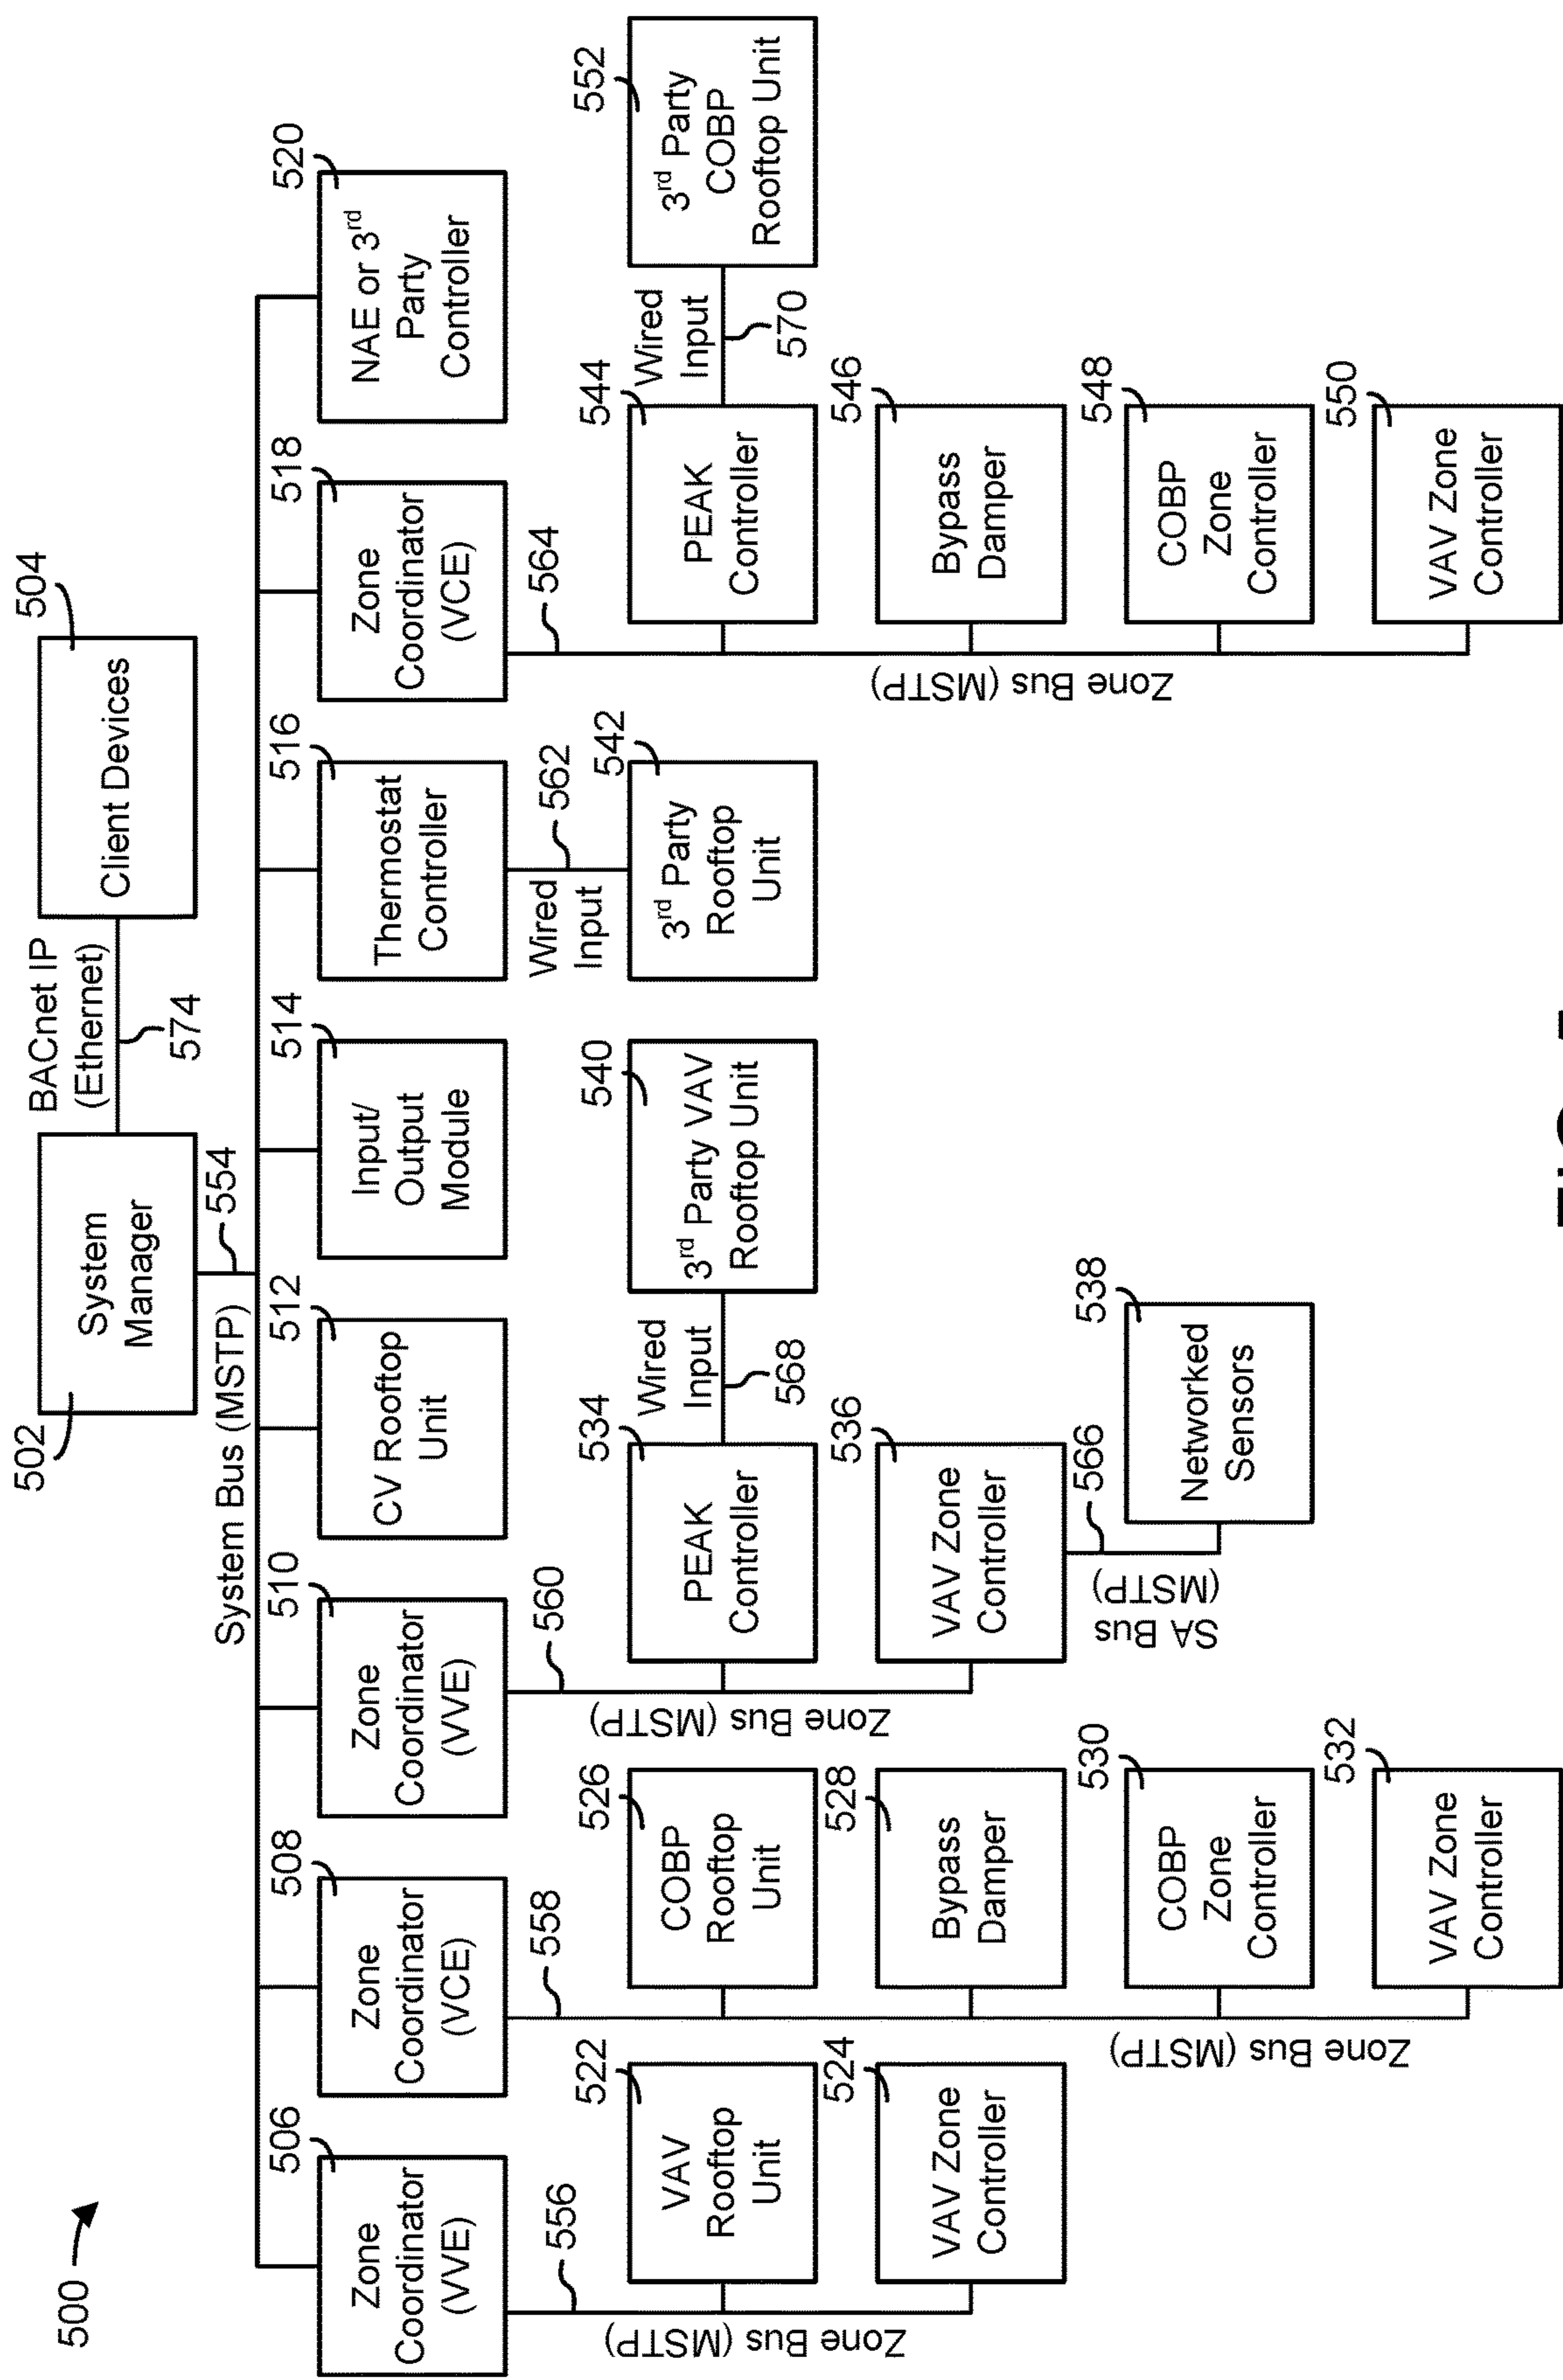 500
502
System
Manager
BACnet IP
(Ethernet)
574
504
Client Devices
System Bus (MSTP)
554
506
Zone
Coordinator
(VVE)
508
Zone
Coordinator
(VCE)
510
Zone
Coordinator
(VVE)
512
CV Rooftop
Unit
514
Input/
Output
Module
516
Thermostat
Controller
518
Zone
Coordinator
(VCE)
520
NAE or 3rd
Party
Controller
556
Zone Bus (MSTP)
522
VAV
Rooftop
Unit
524
VAV Zone
Controller
558
Zone Bus (MSTP)
526
COBP
Rooftop
Unit
528
Bypass
Damper
530
COBP
Zone
Controller
532
VAV Zone
Controller
560
Zone Bus (MSTP)
534
PEAK
Controller
Wired
Input
568
540
3rd Party VAV
Rooftop Unit
536
VAV Zone
Controller
566
SA Bus
(MSTP)
538
Networked
Sensors
Wired
Input
562
542
3rd Party
Rooftop
Unit
564
Zone Bus (MSTP)
544
PEAK
Controller
Wired
Input
570
552
3rd Party
COBP
Rooftop Unit
546
Bypass
Damper
548
COBP
Zone
Controller
550
VAV Zone
Controller